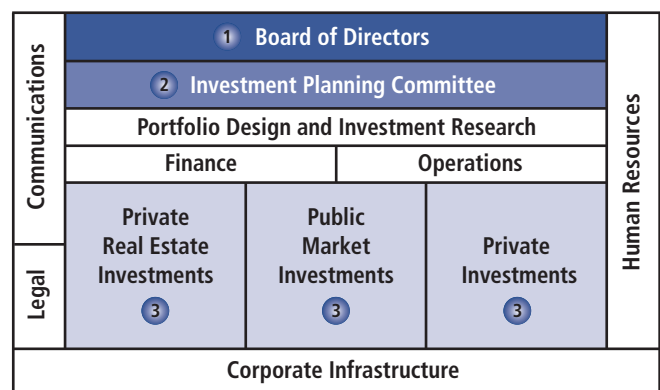 Communications
Legal
1 Board of Directors
2 Investment Planning Committee
Portfolio Design and Investment Research
Finance
Operations
Private
Real Estate
Investments
3
Public
Market
Investments
3
Private
Investments
3
Human Resources
Corporate Infrastructure